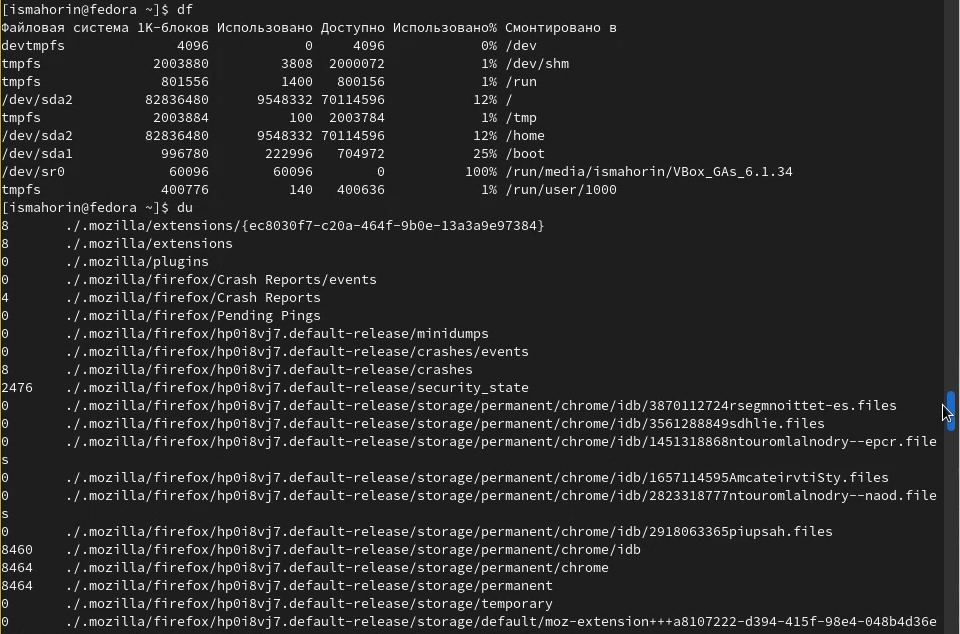 [ismahorin@fedora ~]$ df
Файловая система 1K-блоков Использовано Доступно Использовано% Смонтировано в
devtmpfs              4096            0     4096            0% /dev
tmpfs              2003880         3808  2000072            1% /dev/shm
tmpfs               801556         1400   800156            1% /run
/dev/sda2         82836480      9548332 70114596           12% /
tmpfs              2003884          100  2003784            1% /tmp
/dev/sda2         82836480      9548332 70114596           12% /home
/dev/sda1           996780       222996   704972           25% /boot
/dev/sr0             60096        60096        0          100% /run/media/ismahorin/VBox_GAs_6.1.34
tmpfs               400776          140   400636            1% /run/user/1000
[ismahorin@fedora ~]$ du
8       ./.mozilla/extensions/{ec8030f7-c20a-464f-9b0e-13a3a9e97384}
8       ./.mozilla/extensions
0       ./.mozilla/plugins
0       ./.mozilla/firefox/Crash Reports/events
4       ./.mozilla/firefox/Crash Reports
0       ./.mozilla/firefox/Pending Pings
0       ./.mozilla/firefox/hp0i8vj7.default-release/minidumps
0       ./.mozilla/firefox/hp0i8vj7.default-release/crashes/events
8       ./.mozilla/firefox/hp0i8vj7.default-release/crashes
2476    ./.mozilla/firefox/hp0i8vj7.default-release/security_state
0       ./.mozilla/firefox/hp0i8vj7.default-release/storage/permanent/chrome/idb/3870112724rsegmnoittet-es.files
0       ./.mozilla/firefox/hp0i8vj7.default-release/storage/permanent/chrome/idb/3561288849sdhlie.files
0       ./.mozilla/firefox/hp0i8vj7.default-release/storage/permanent/chrome/idb/1451318868ntouromlalnodry--epcr.file
s
0       ./.mozilla/firefox/hp0i8vj7.default-release/storage/permanent/chrome/idb/1657114595AmcateirvtiSty.files
0       ./.mozilla/firefox/hp0i8vj7.default-release/storage/permanent/chrome/idb/2823318777ntouromlalnodry--naod.file
s
0       ./.mozilla/firefox/hp0i8vj7.default-release/storage/permanent/chrome/idb/2918063365piupsah.files
8460    ./.mozilla/firefox/hp0i8vj7.default-release/storage/permanent/chrome/idb
8464    ./.mozilla/firefox/hp0i8vj7.default-release/storage/permanent/chrome
8464    ./.mozilla/firefox/hp0i8vj7.default-release/storage/permanent
0       ./.mozilla/firefox/hp0i8vj7.default-release/storage/temporary
0       ./.mozilla/firefox/hp0i8vj7.default-release/storage/default/moz-extension+++a8107222-d394-415f-98e4-048b4d36e